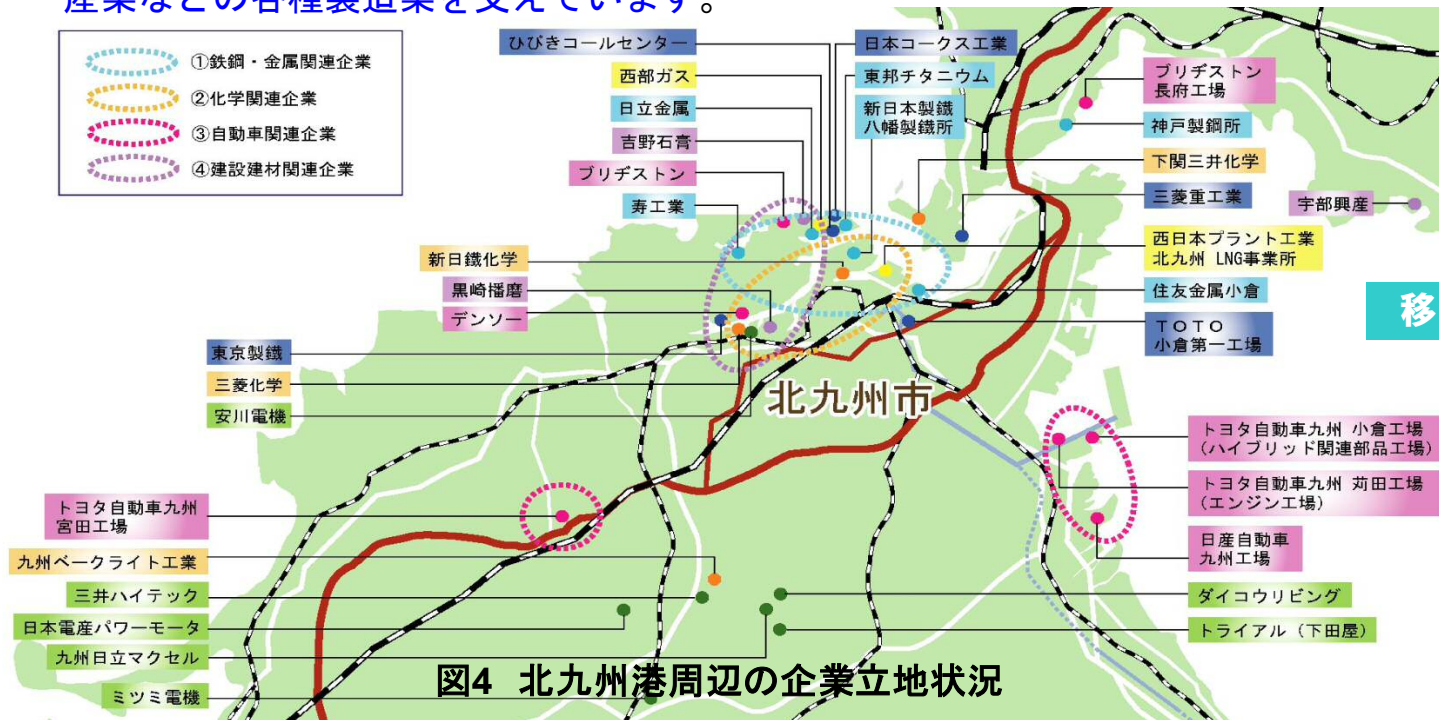 産業などの各種製造業を支えています。
①鉄鋼・金属関連企業
②化学関連企業
③自動車関連企業
④建設建材関連企業
ひびきコールセンター
西部ガス
日立金属
吉野石膏
ブリヂストン
寿工業
新日鐵化学
黒崎播磨
デンソー
東京製鐵
三菱化学
安川電機
日本コークス工業
東邦チタニウム
新日本製鐵
八幡製鐵所
ブリヂストン
長府工場
神戸製鋼所
下関三井化学
三菱重工業
宇部興産
西日本プラント工業
北九州 LNG事業所
住友金属小倉
TOTO
小倉第一工場
移
北九州市
トヨタ自動車九州 小倉工場
(ハイブリッド関連部品工場)
トヨタ自動車九州 苅田工場
(エンジン工場)
日産自動車
九州工場
トヨタ自動車九州
宮田工場
九州ベークライト工業
三井ハイテック
日本電産パワーモータ
九州日立マクセル
ミツミ電機
ダイコウリビング
トライアル (下田屋)
図4 北九州港周辺の企業立地状況